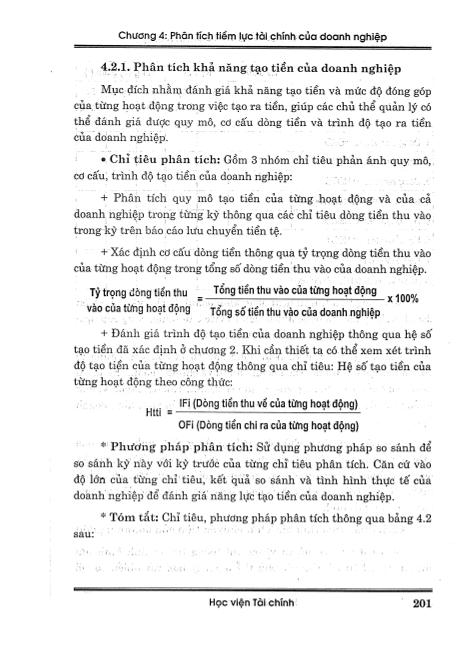 Chương 4: Phân tích tiềm lực tài chính của doanh nghiệp
4.2.1. Phân tích khả năng tạo tiền của doanh nghiệp
Mục đích nhằm đánh giá khả năng tạo tiền và mức độ đóng góp
của từng hoạt động trong việc tạo ra tiền, giúp các chủ thể quản lý có
thể đánh giá được quy mô, cơ cấu dòng tiền và trình độ tạo ra tiền
của doanh nghiệp.
• Chỉ tiêu phân tích: Gồm 3 nhóm chỉ tiêu phản ánh quy mô,
cơ cấu, trình độ tạo tiền của doanh nghiệp:
+ Phân tích quy mô tạo tiền của từng hoạt động và của cả
doanh nghiệp trong từng kỳ thông qua các chỉ tiêu dòng tiền thu vào
trong kỳ trên báo cáo lưu chuyển tiền tệ.
+ Xác định cơ cấu dòng tiền thông qua tỷ trọng dòng tiền thu vào
của từng hoạt động trong tổng số dòng tiền thu vào của doanh nghiệp.
Tỷ trọng dòng tiền thu vào của từng hoạt động = Tổng tiền thu vào của từng hoạt động
Tổng số tiền thu vào của doanh nghiệp x 100%
+ Đánh giá trình độ tạo tiền của doanh nghiệp thông qua hệ số
tạo tiền đã xác định ở chương 2. Khi cần thiết ta có thể xem xét trình
độ tạo tiền của từng hoạt động thông qua chỉ tiêu: Hệ số tạo tiền của
từng hoạt động theo công thức:
Htti = IFi (Dòng tiền thu về của từng hoạt động)
OFi (Dòng tiền chi ra của từng hoạt động)
* Phương pháp phân tích: Sử dụng phương pháp so sánh để
so sánh kỳ này với kỳ trước của từng chỉ tiêu phân tích. Căn cứ vào
độ lớn của từng chỉ tiêu, kết quả so sánh và tình hình thực tế của
doanh nghiệp để đánh giá năng lực tạo tiền của doanh nghiệp.
* Tóm tắt: Chỉ tiêu, phương pháp phân tích thông qua bảng 4.2
sau:
Học viện Tài chính 201